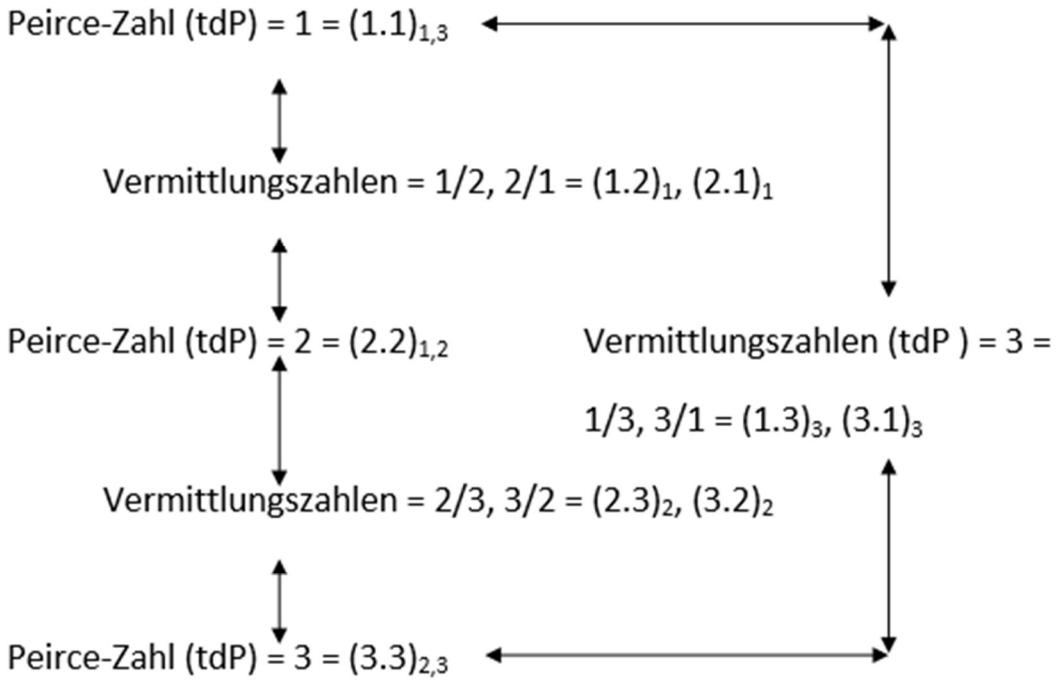 Peirce-Zahl (tdP) = 1 = (1.1)₁,₃
Vermittlungszahlen = 1/2, 2/1 = (1.2)₁, (2.1)₁
Peirce-Zahl (tdP) = 2 = (2.2)₁,₂
Vermittlungszahlen (tdP ) = 3 =
1/3, 3/1 = (1.3)₃, (3.1)₃
Vermittlungszahlen = 2/3, 3/2 = (2.3)₂, (3.2)₂
Peirce-Zahl (tdP) = 3 = (3.3)₂,₃